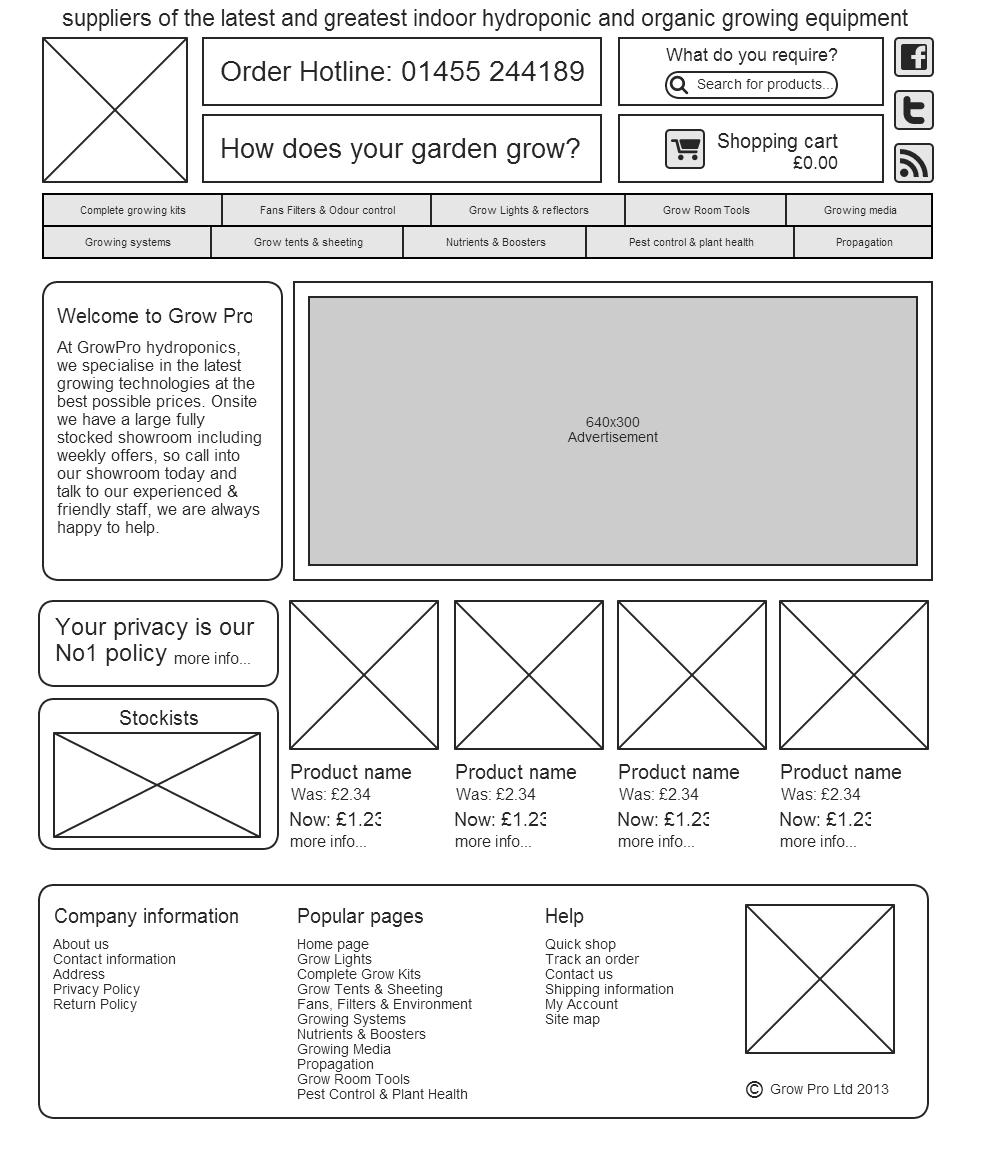 suppliers of the latest and greatest indoor hydroponic and organic growing equipment
Order Hotline: 01455 244189
What do you require?
Search for products...
How does your garden grow?
Shopping cart
£0.00
Complete growing kits
Fans Filters & Odour control
Grow Lights & reflectors
Grow Room Tools
Growing media
Growing systems
Grow tents & sheeting
Nutrients & Boosters
Pest control & plant health
Propagation
Welcome to Grow Pro
At GrowPro hydroponics,
we specialise in the latest
growing technologies at the
best possible prices. Onsite
we have a large fully
stocked showroom including
weekly offers, so call into
our showroom today and
talk to our experienced &
friendly staff, we are always
happy to help.
640x300
Advertisement
Your privacy is our
No1 policy more info...
Stockists
Product name
Was: £2.34
Now: £1.23
more info...
Product name
Was: £2.34
Now: £1.23
more info...
Product name
Was: £2.34
Now: £1.23
more info...
Product name
Was: £2.34
Now: £1.23
more info...
Company information
About us
Contact information
Address
Privacy Policy
Return Policy
Popular pages
Home page
Grow Lights
Complete Grow Kits
Grow Tents & Sheeting
Fans, Filters & Environment
Growing Systems
Nutrients & Boosters
Growing Media
Propagation
Grow Room Tools
Pest Control & Plant Health
Help
Quick shop
Track an order
Contact us
Shipping information
My Account
Site map
© Grow Pro Ltd 2013